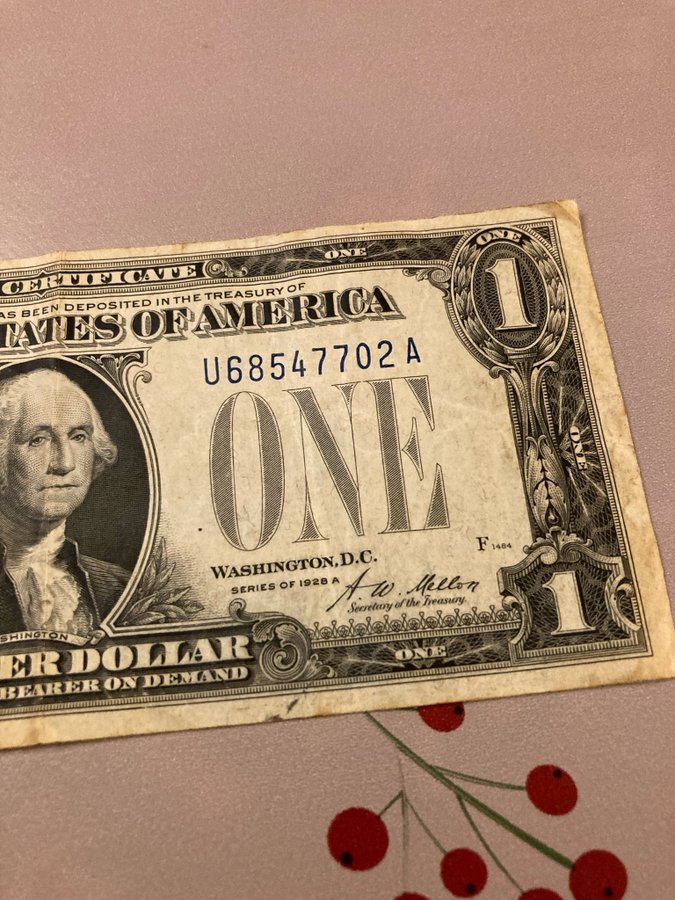 ONE
CERTIFICATE
ONE
AS BEEN DEPOSITED IN THE TREASURY OF
TATES OF AMERICA
1
U68547702A
ONE
ONE
WASHINGTON, D.C.
F 1464
SERIES OF 1928 A
A. W. Mellon
Secretary of the Treasury.
1
SHINGTON
ER DOLLAR
ONE
BEARER ON DEMAND